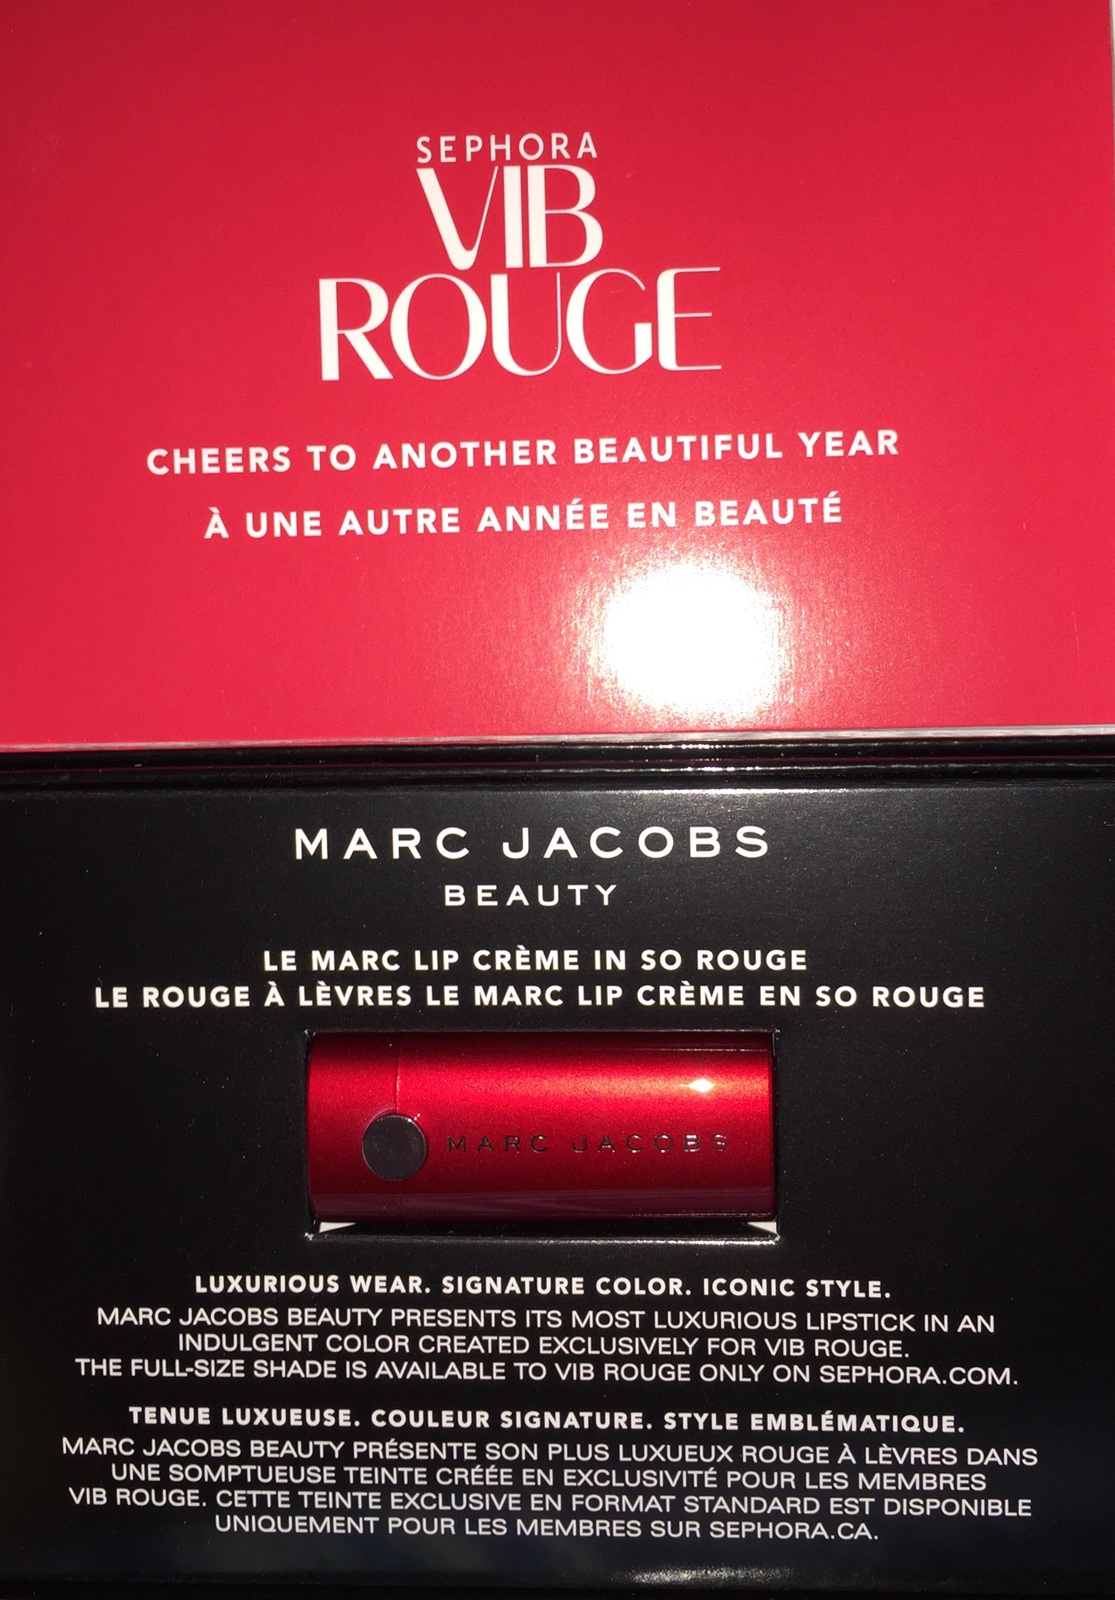 SEPHORA
VIB
ROUGE
CHEERS TO ANOTHER BEAUTIFUL YEAR
À UNE AUTRE ANNÉE EN BEAUTÉ
MARC JACOBS
BEAUTY
LE MARC LIP CRÈME IN SO ROUGE
LE ROUGE À LÈVRES LE MARC LIP CRÈME EN SO ROUGE
MARC JACOBS
LUXURIOUS WEAR. SIGNATURE COLOR. ICONIC STYLE.
MARC JACOBS BEAUTY PRESENTS ITS MOST LUXURIOUS LIPSTICK IN AN
INDULGENT COLOR CREATED EXCLUSIVELY FOR VIB ROUGE.
THE FULL-SIZE SHADE IS AVAILABLE TO VIB ROUGE ONLY ON SEPHORA.COM.
TENUE LUXUEUSE. COULEUR SIGNATURE. STYLE EMBLÉMATIQUE.
MARC JACOBS BEAUTY PRÉSENTE SON PLUS LUXUEUX ROUGE À LÈVRES DANS
UNE SOMPTUEUSE TEINTE CRÉÉE EN EXCLUSIVITÉ POUR LES MEMBRES
VIB ROUGE. CETTE TEINTE EXCLUSIVE EN FORMAT STANDARD EST DISPONIBLE
UNIQUEMENT POUR LES MEMBRES SUR SEPHORA.CA.